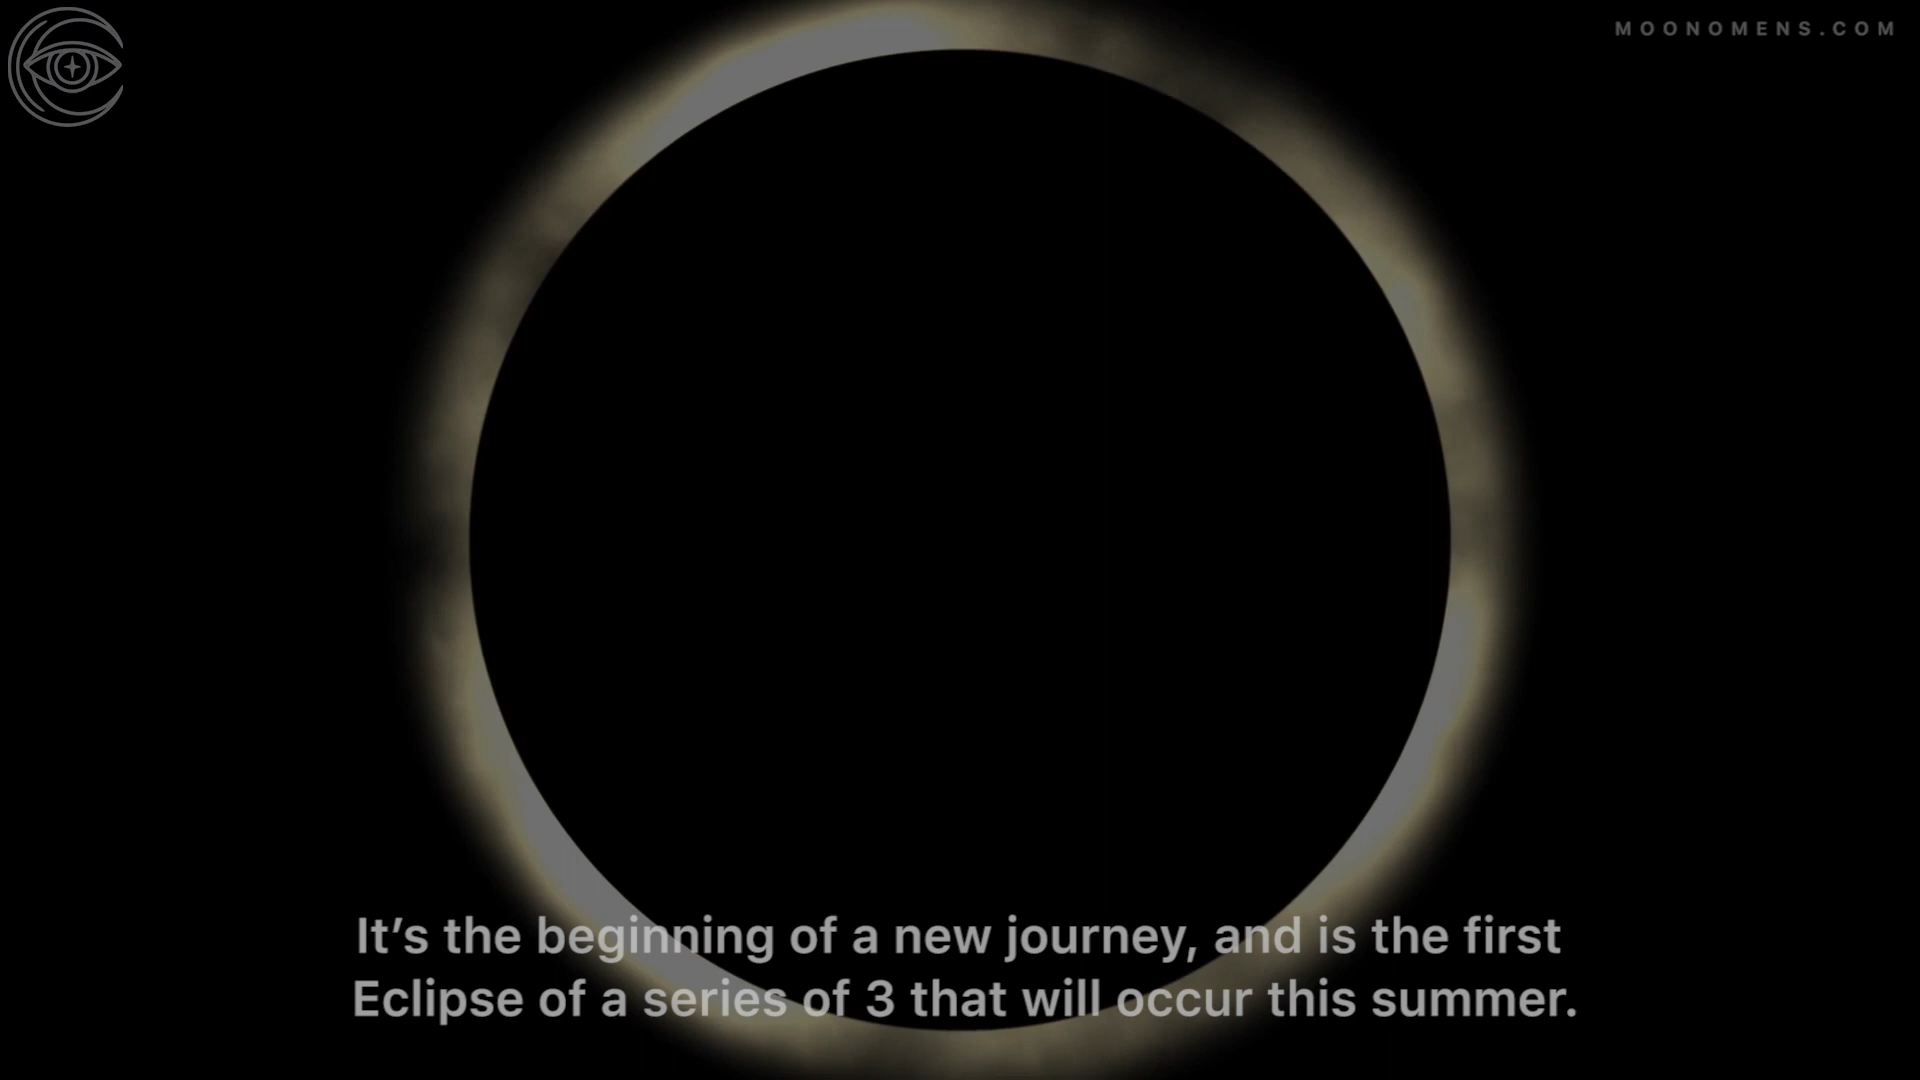 MOONOMENS.COM
It’s the beginning of a new journey, and is the first
Eclipse of a series of 3 that will occur this summer.